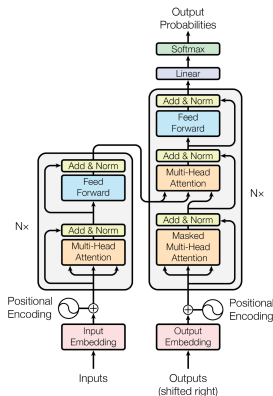 Output
Probabilities
Softmax
Linear
Add & Norm
Feed
Forward
Add & Norm
Multi-Head
Attention
Add & Norm
Masked
Multi-Head
Attention
N×
Add & Norm
Feed
Forward
N×
Add & Norm
Multi-Head
Attention
Positional
Encoding
Positional
Encoding
Input
Embedding
Output
Embedding
Inputs
Outputs
(shifted right)